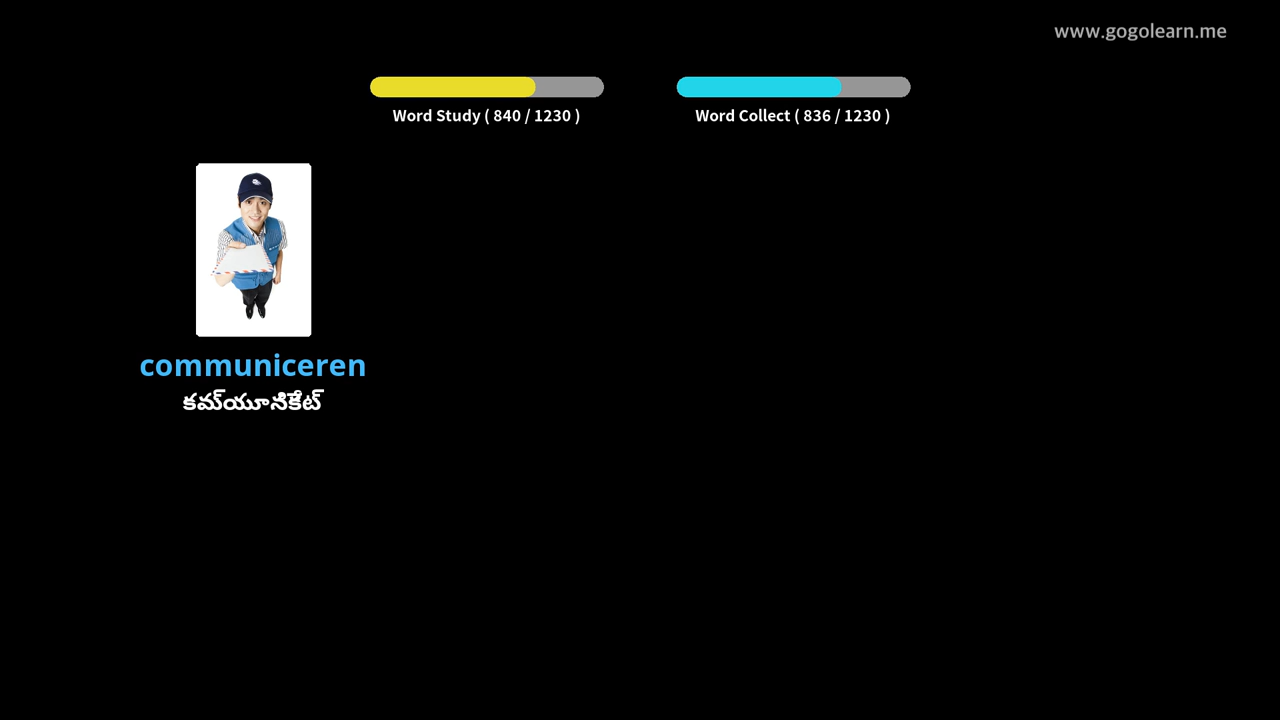 www.gogolearn.me
Word Study ( 840 / 1230 )
Word Collect ( 836 / 1230 )
communiceren
కమ్యూనికేట్